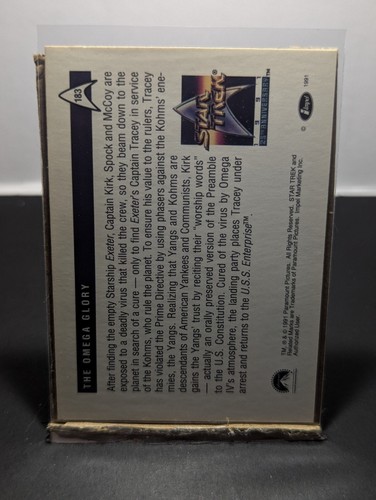 THE OMEGA GLORY
183
After finding the empty Starship Exeter, Captain Kirk, Spock and McCoy are
exposed to a deadly virus that killed the crew, so they beam down to the
planet in search of a cure — only to find Exeter's Captain Tracey in service
of the Kohms, who rule the planet. To ensure his value to the rulers, Tracey
has violated the Prime Directive by using phasers against the Kohms' ene-
mies, the Yangs. Realizing that Yangs and Kohms are
descendants of American Yankees and Communists, Kirk
gains the Yangs' trust by reciting their "worship words"
— actually an orally preserved version of the Preamble
to the U.S. Constitution. Cured of the virus by Omega
IV's atmosphere, the landing party places Tracey under
arrest and returns to the U.S.S. Enterprise™.
STAR TREK
1991
25TH ANNIVERSARY
TM, ® & © 1991 Paramount Pictures. All Rights Reserved. STAR TREK and
Related Marks are Trademarks of Paramount Pictures. Impel Marketing Inc.
Authorized User.
impel
© 1991